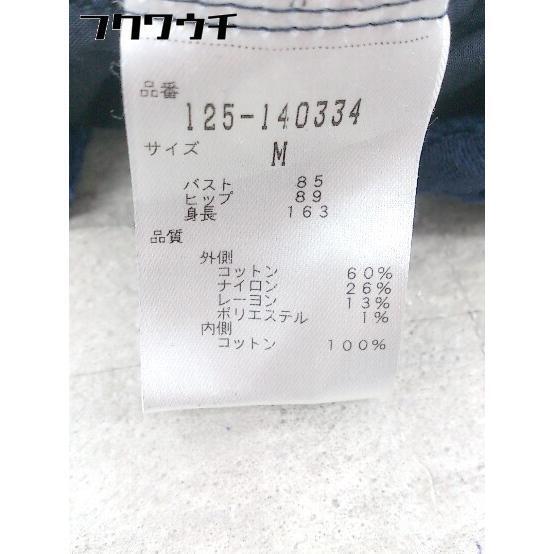 フクワウチ
品番
125-140334
サイズ M
バスト 85
ヒップ 89
身長 163
品質
外側
コットン 60%
ナイロン 26%
レーヨン 13%
ポリエステル 1%
内側
コットン 100%